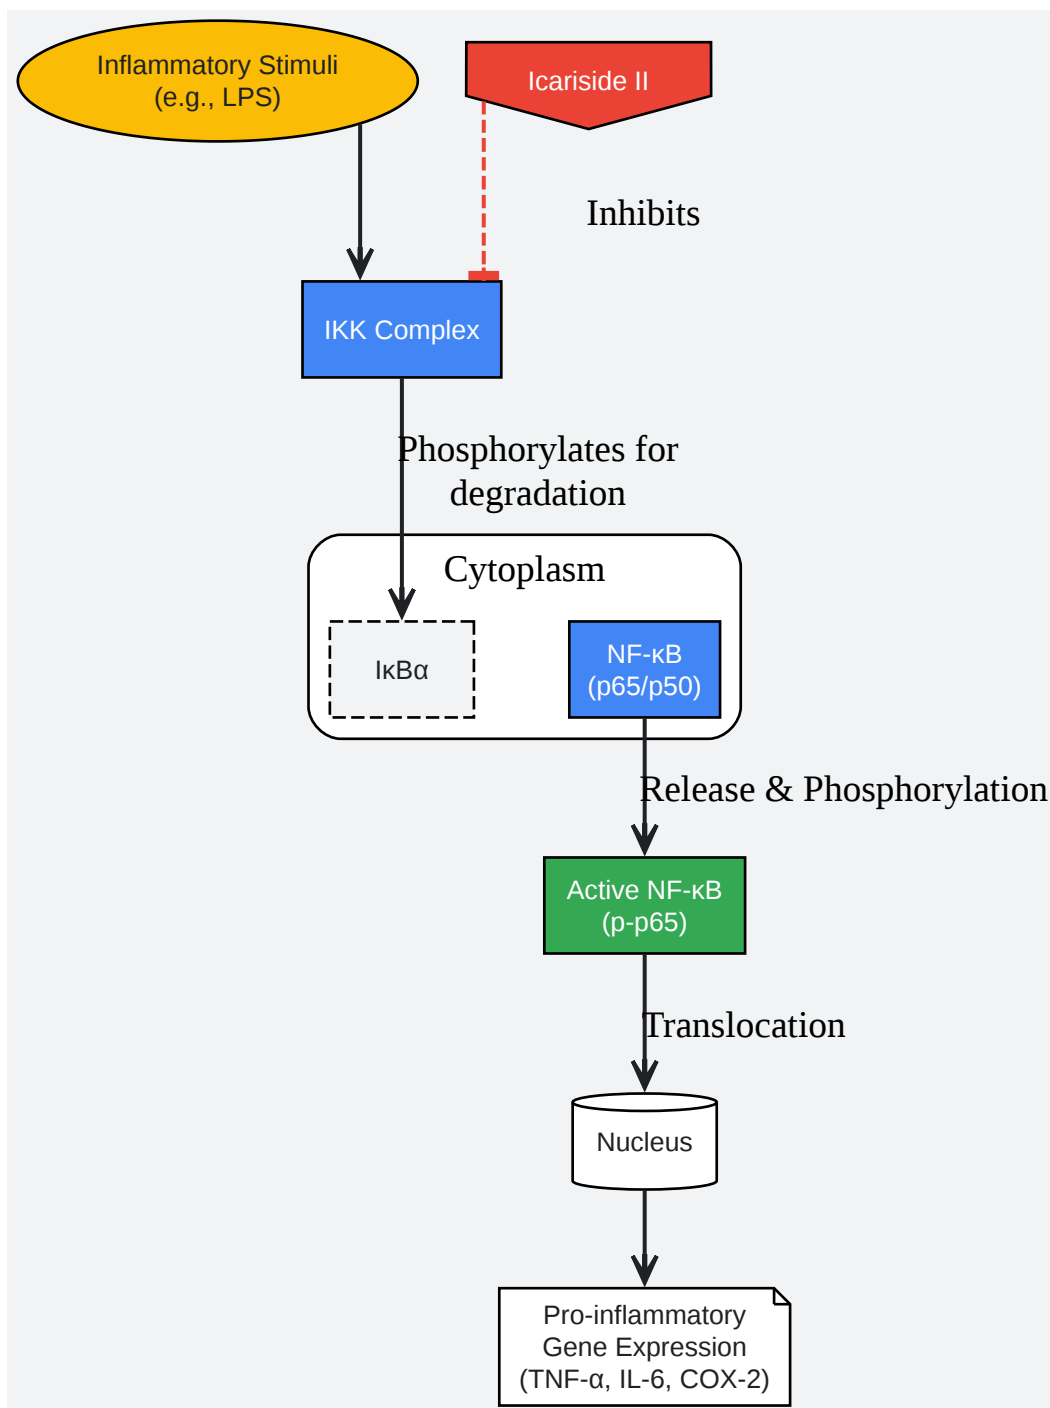 Inflammatory Stimuli
(e.g., LPS)
Icariside II
Inhibits
IKK Complex
Phosphorylates for
degradation
Cytoplasm
IκBα
NF-κB
(p65/p50)
Release & Phosphorylation
Active NF-κB
(p-p65)
Translocation
Nucleus
Pro-inflammatory
Gene Expression
(TNF-α, IL-6, COX-2)